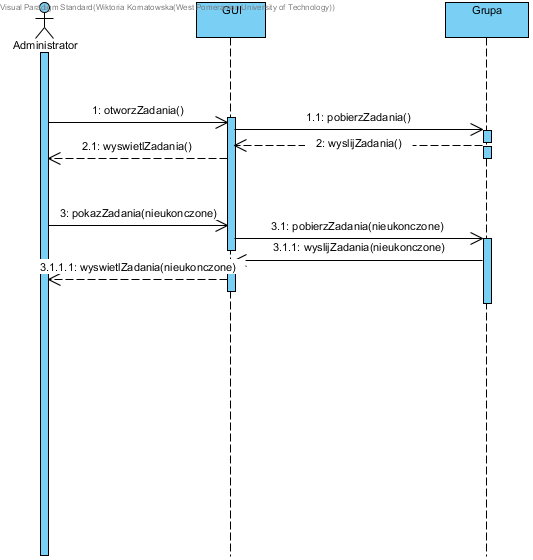 Visual Paradigm Standard(Wiktoria Komatowska(West Pomeranian University of Technology))
GUI
Grupa
Administrator
1: otworzZadania()
1.1: pobierzZadania()
2: wyslijZadania()
2.1: wyswietlZadania()
3: pokazZadania(nieukonczone)
3.1: pobierzZadania(nieukonczone)
3.1.1: wyslijZadania(nieukonczone)
3.1.1.1: wyswietlZadania(nieukonczone)